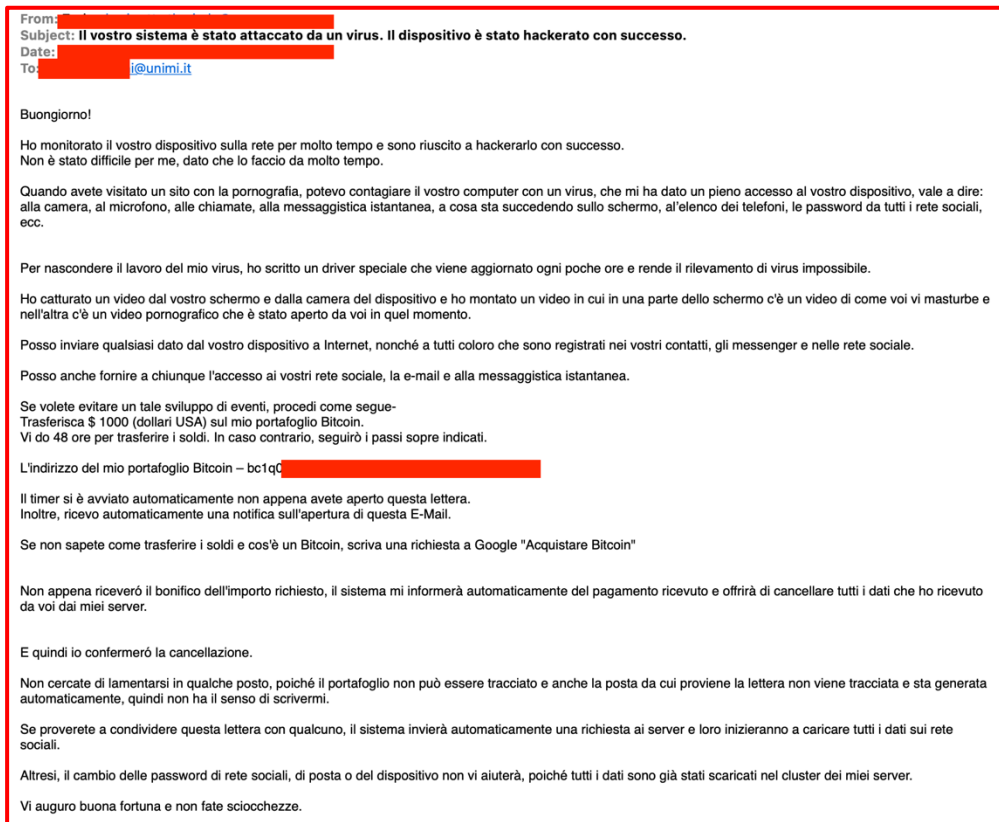 From:
Subject: Il vostro sistema è stato attaccato da un virus. Il dispositivo è stato hackerato con successo.
Date:
To: i@unimi.it
Buongiorno!
Ho monitorato il vostro dispositivo sulla rete per molto tempo e sono riuscito a hackerarlo con successo.
Non è stato difficile per me, dato che lo faccio da molto tempo.
Quando avete visitato un sito con la pornografia, potevo contagiare il vostro computer con un virus, che mi ha dato un pieno accesso al vostro dispositivo, vale a dire:
alla camera, al microfono, alle chiamate, alla messaggistica istantanea, a cosa sta succedendo sullo schermo, al'elenco dei telefoni, le password da tutti i rete sociali,
ecc.
Per nascondere il lavoro del mio virus, ho scritto un driver speciale che viene aggiornato ogni poche ore e rende il rilevamento di virus impossibile.
Ho catturato un video dal vostro schermo e dalla camera del dispositivo e ho montato un video in cui in una parte dello schermo c'è un video di come voi vi masturbe e
nell'altra c'è un video pornografico che è stato aperto da voi in quel momento.
Posso inviare qualsiasi dato dal vostro dispositivo a Internet, nonché a tutti coloro che sono registrati nei vostri contatti, gli messenger e nelle rete sociale.
Posso anche fornire a chiunque l'accesso ai vostri rete sociale, la e-mail e alla messaggistica istantanea.
Se volete evitare un tale sviluppo di eventi, procedi come segue-
Trasferisca $ 1000 (dollari USA) sul mio portafoglio Bitcoin.
Vi do 48 ore per trasferire i soldi. In caso contrario, seguirò i passi sopre indicati.
L'indirizzo del mio portafoglio Bitcoin – bc1q
Il timer si è avviato automaticamente non appena avete aperto questa lettera.
Inoltre, ricevo automaticamente una notifica sull'apertura di questa E-Mail.
Se non sapete come trasferire i soldi e cos'è un Bitcoin, scriva una richiesta a Google "Acquistare Bitcoin"
Non appena riceveró il bonifico dell'importo richiesto, il sistema mi informerà automaticamente del pagamento ricevuto e offrirà di cancellare tutti i dati che ho ricevuto
da voi dai miei server.
E quindi io confermeró la cancellazione.
Non cercate di lamentarsi in qualche posto, poiché il portafoglio non può essere tracciato e anche la posta da cui proviene la lettera non viene tracciata e sta generata
automaticamente, quindi non ha il senso di scrivermi.
Se proverete a condividere questa lettera con qualcuno, il sistema invierà automaticamente una richiesta ai server e loro inizieranno a caricare tutti i dati sui rete
sociali.
Altresi, il cambio delle password di rete sociali, di posta o del dispositivo non vi aiuterà, poiché tutti i dati sono già stati scaricati nel cluster dei miei server.
Vi auguro buona fortuna e non fate sciocchezze.